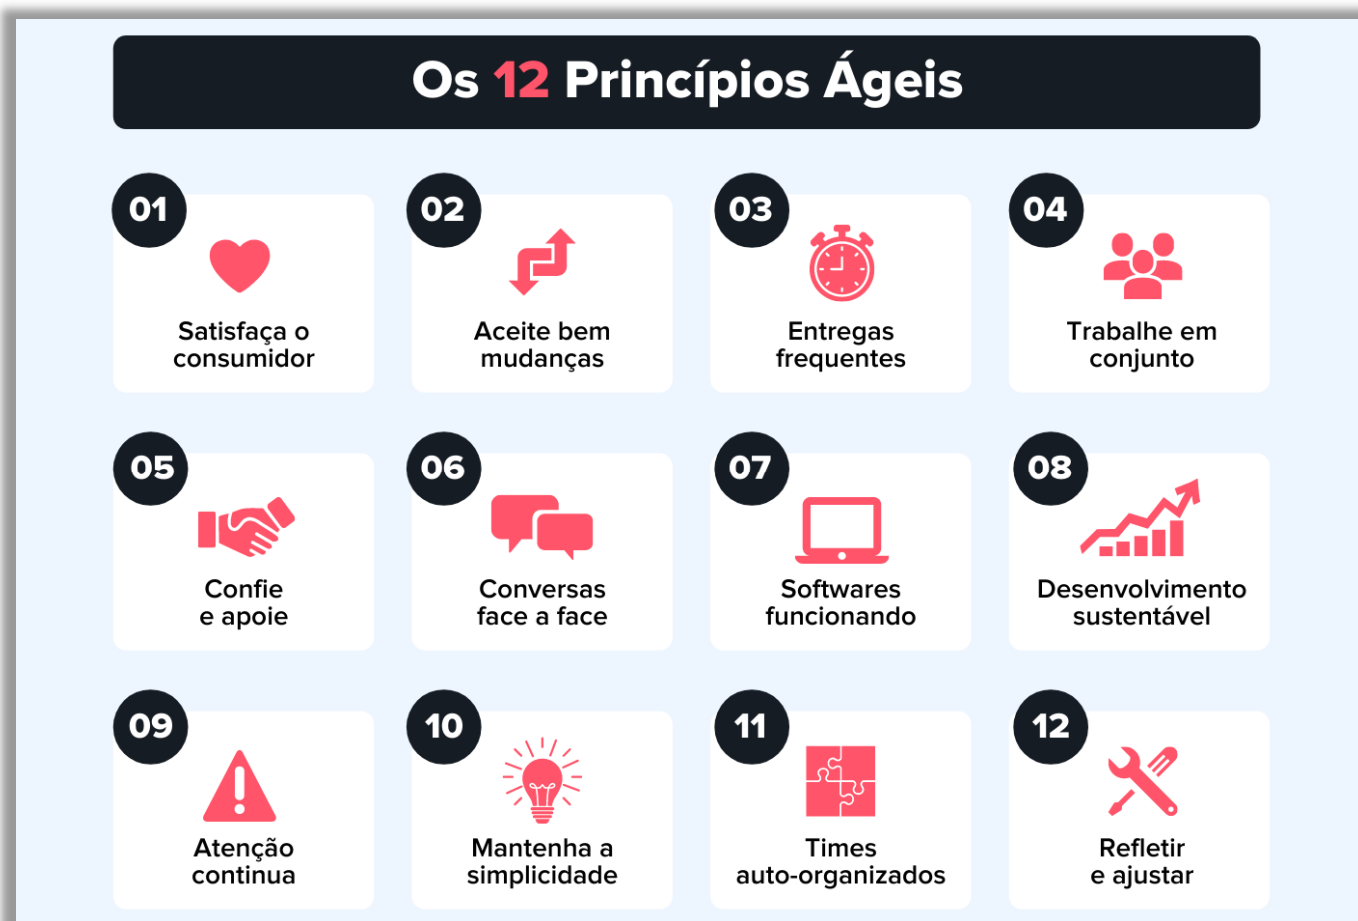 Os 12 Princípios Ágeis
01
Satisfaça o
consumidor
02
Aceite bem
mudanças
03
Entregas
frequentes
04
Trabalhe em
conjunto
05
Confie
e apoie
06
Conversas
face a face
07
Softwares
funcionando
08
Desenvolvimento
sustentável
09
Atenção
continua
10
Mantenha a
simplicidade
11
Times
auto-organizados
12
Refletir
e ajustar